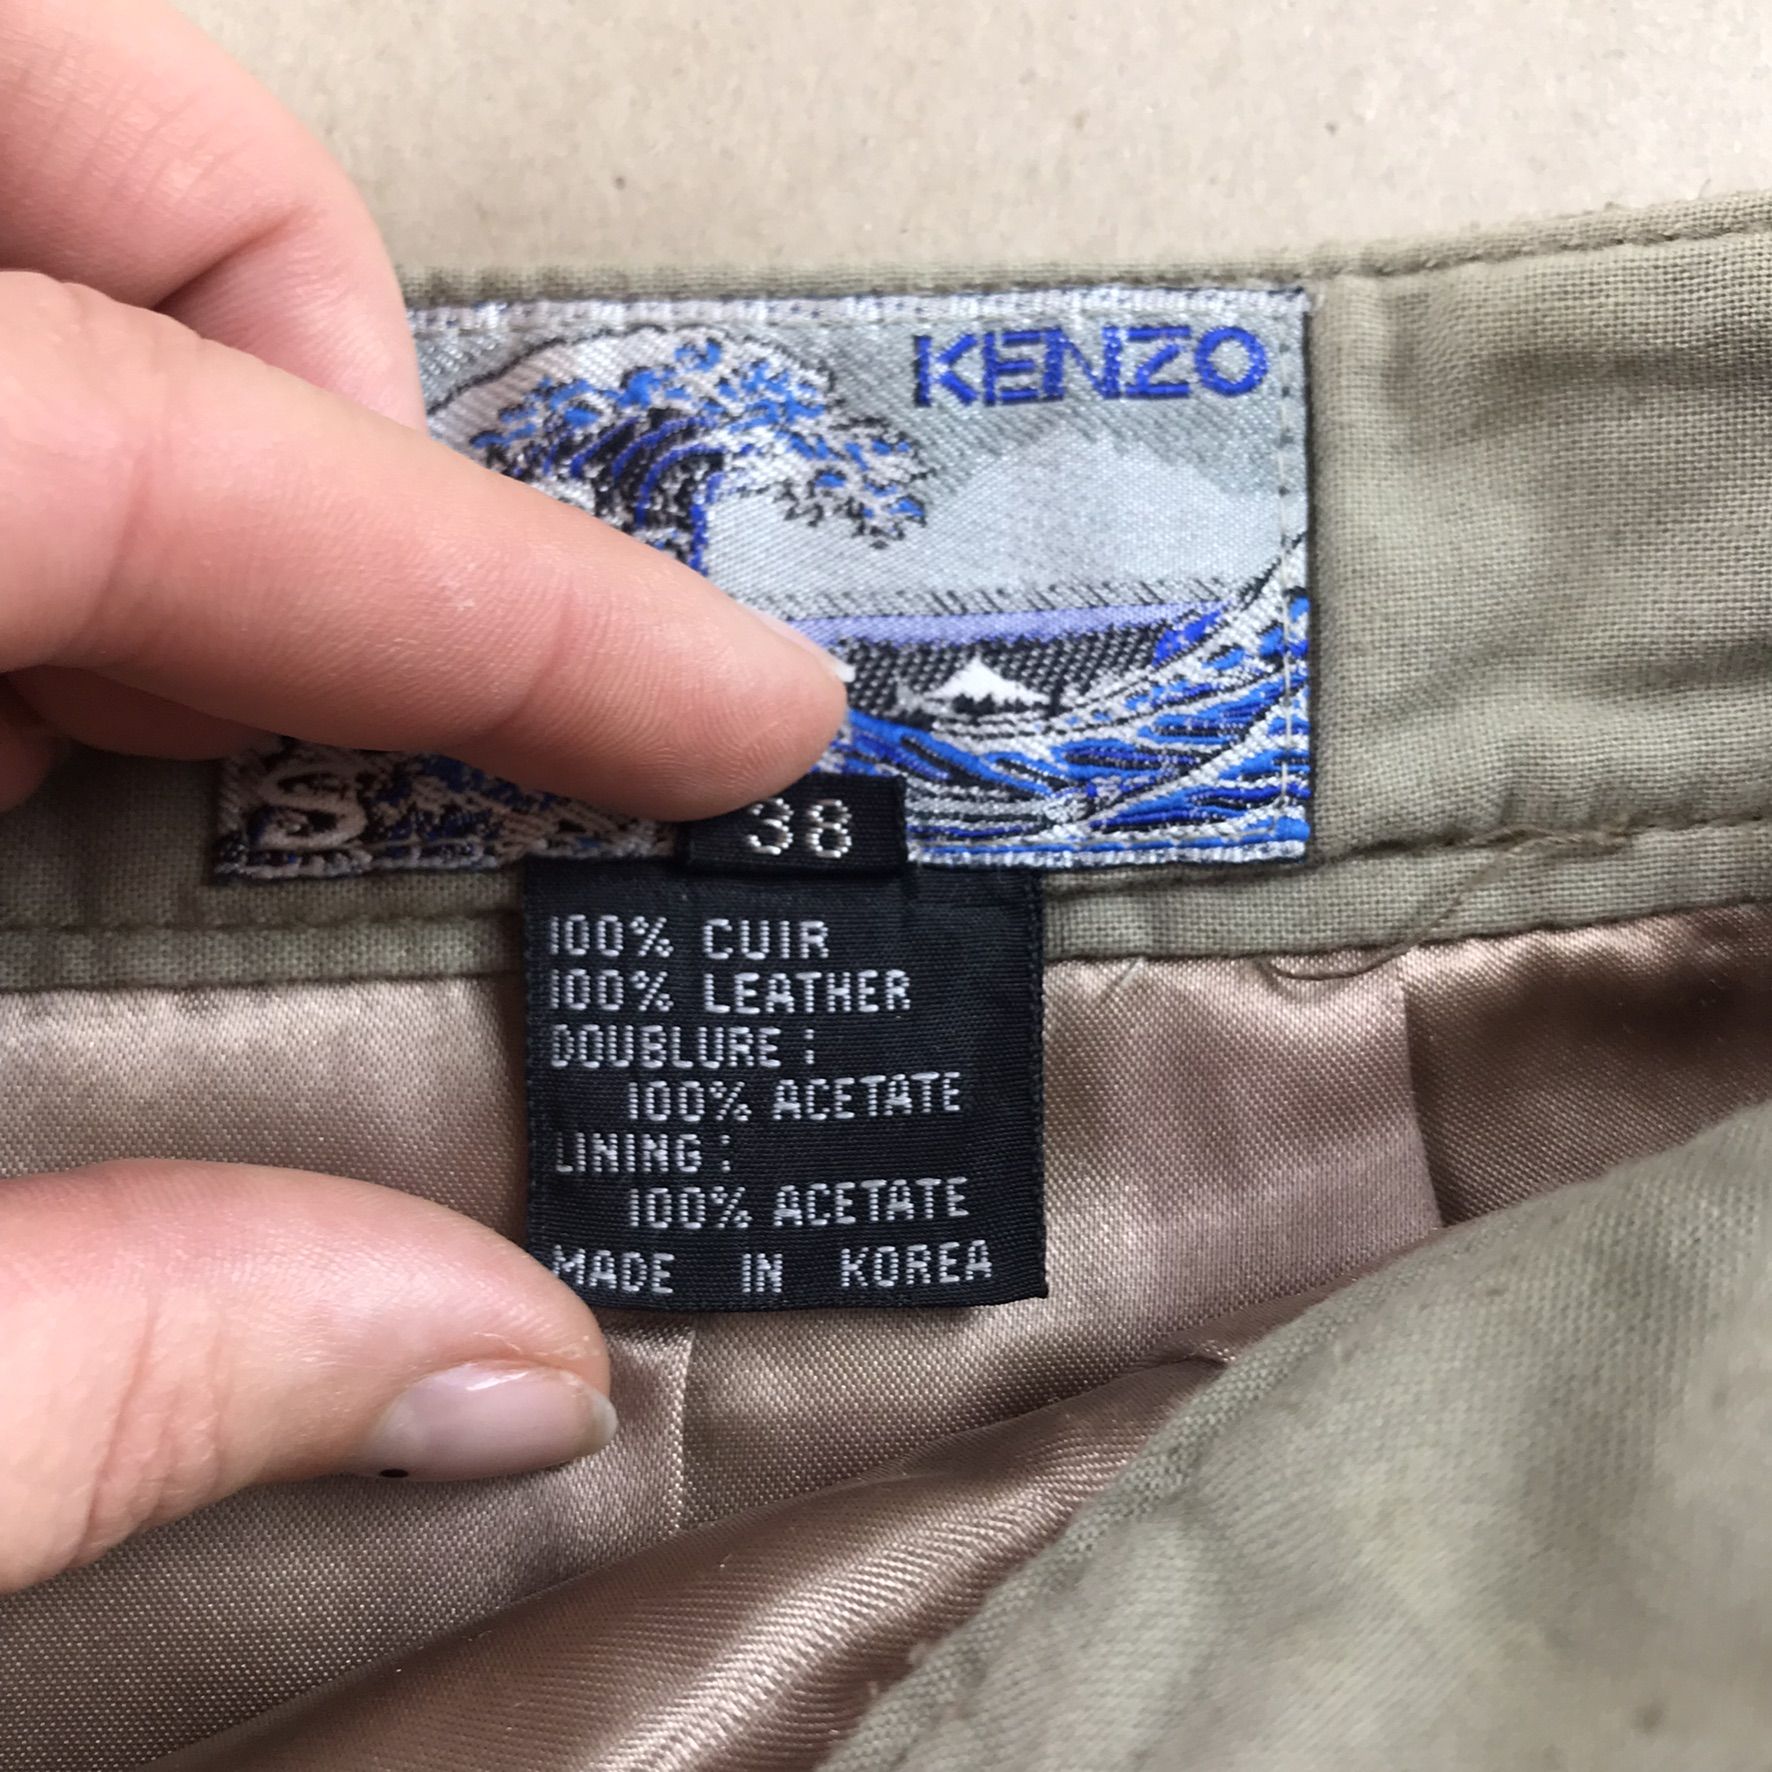 KENZO
S
38
100% CUIR
100% LEATHER
DOUBLURE :
100% ACETATE
LINING :
100% ACETATE
MADE IN KOREA